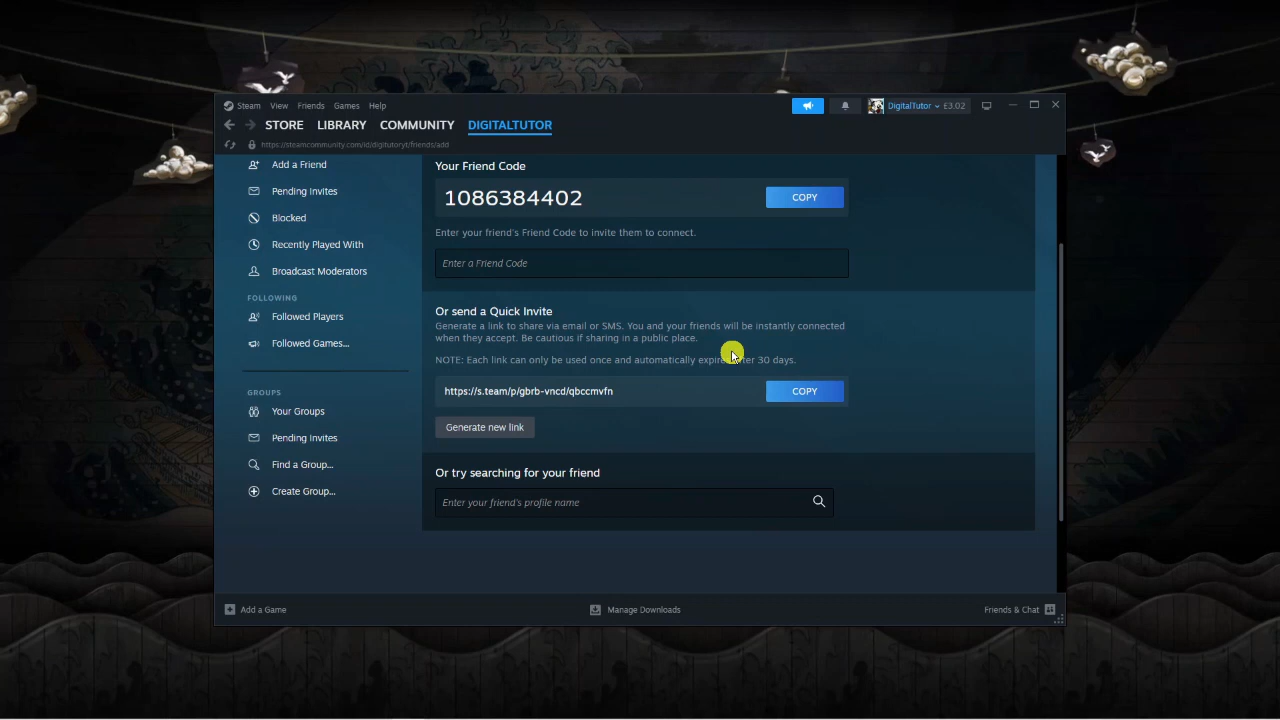 Steam View Friends Games Help
DigitalTutor £3.02
STORE LIBRARY COMMUNITY DIGITALTUTOR
https://steamcommunity.com/id/digitutoryt/friends/add
Add a Friend
Pending Invites
Blocked
Recently Played With
Broadcast Moderators
FOLLOWING
Followed Players
Followed Games...
GROUPS
Your Groups
Pending Invites
Find a Group...
Create Group...
Your Friend Code
1086384402 COPY
Enter your friend's Friend Code to invite them to connect.
Enter a Friend Code
Or send a Quick Invite
Generate a link to share via email or SMS. You and your friends will be instantly connected
when they accept. Be cautious if sharing in a public place.
NOTE: Each link can only be used once and automatically expires after 30 days.
https://s.team/p/gbrb-vncd/qbccmvfn COPY
Generate new link
Or try searching for your friend
Enter your friend's profile name
Add a Game Manage Downloads Friends & Chat